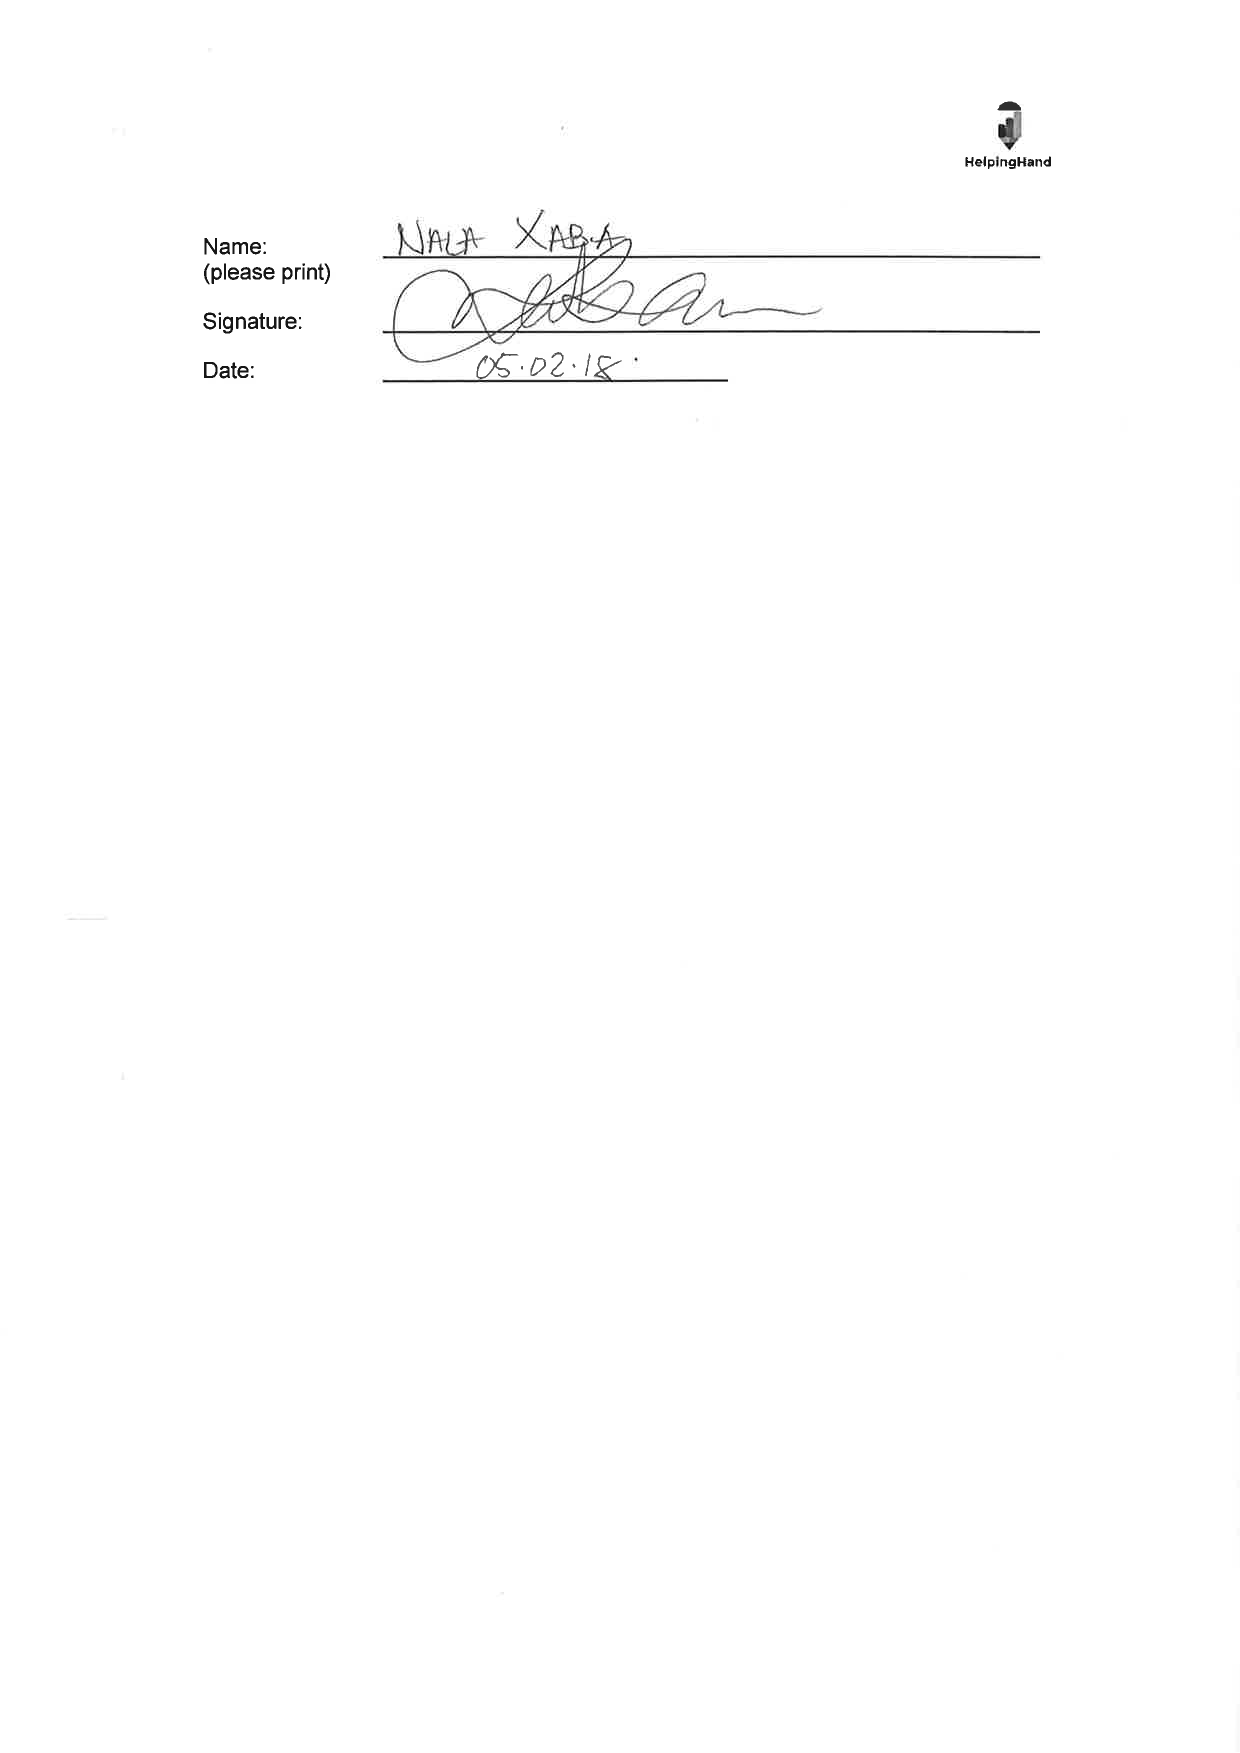 HelpingHand
Name: NALA XABA
(please print)
Signature:
Date: 05.02.18.